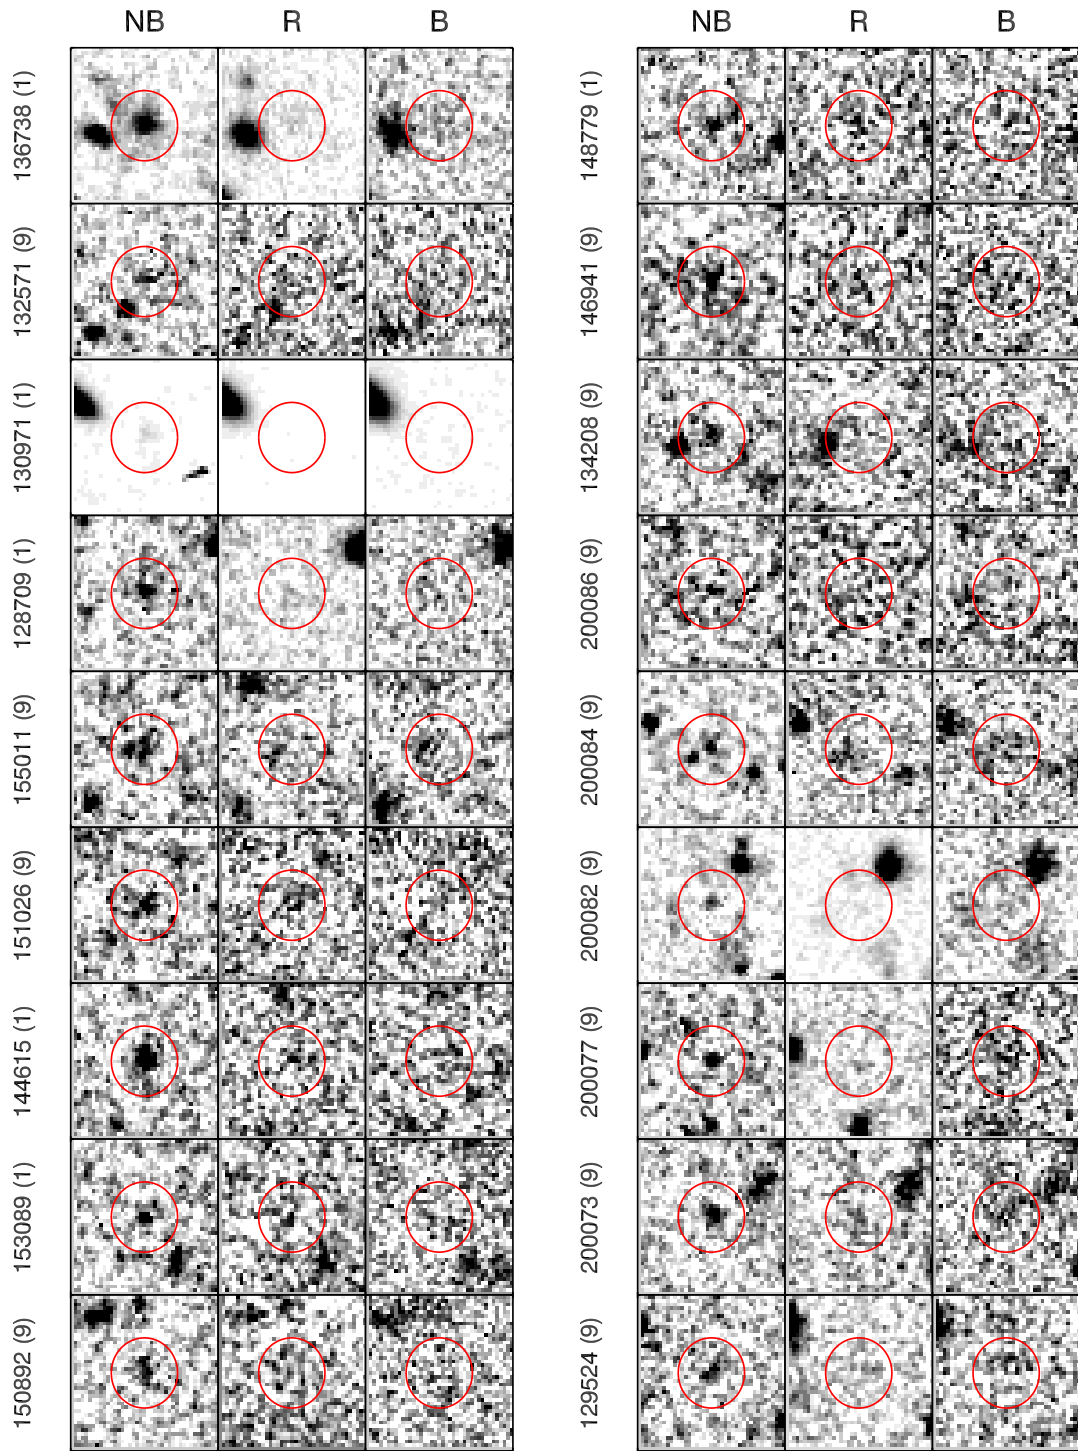 NB R B NB R B
136738 (1) 148779 (1)
132571 (9) 146941 (9)
130971 (1) 134208 (9)
128709 (1) 200086 (9)
155011 (9) 200084 (9)
151026 (9) 200082 (9)
144615 (1) 200077 (9)
153089 (1) 200073 (9)
150892 (9) 129524 (9)